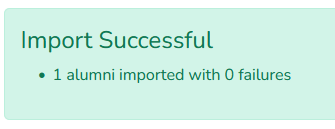 Import Successful
• 1 alumni imported with 0 failures